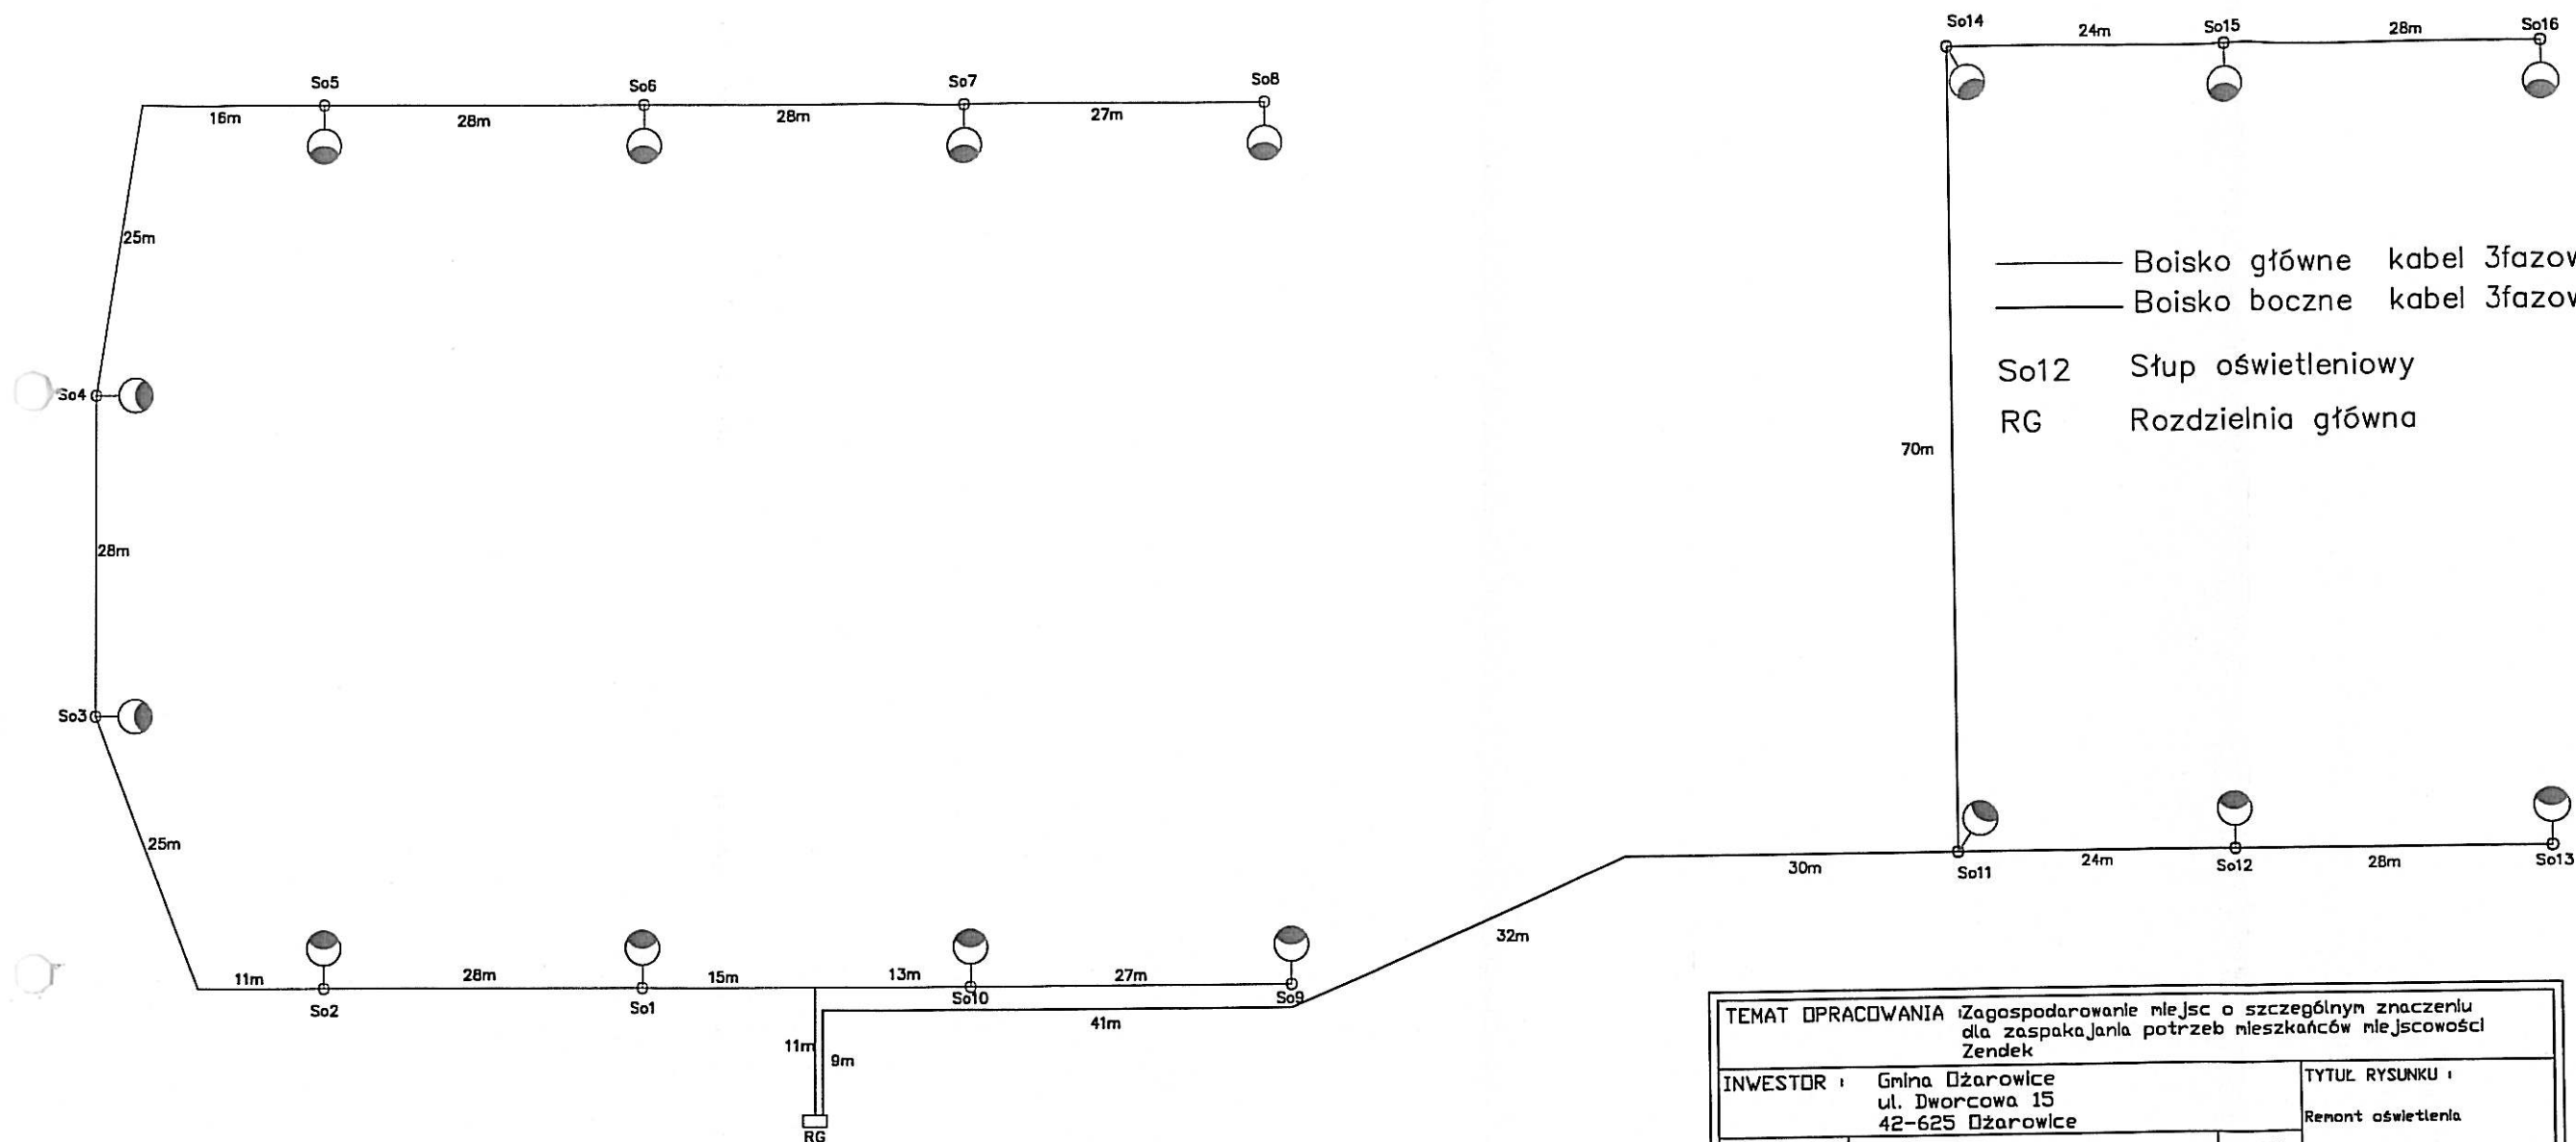 So14
24m
So15
28m
So16
So5
So6
So7
So8
16m
28m
28m
27m
25m
Boisko główne kabel 3fazow
Boisko boczne kabel 3fazow
So12 Słup oświetleniowy
RG Rozdzielnia główna
So4
70m
28m
So3
25m
30m
So11
24m
So12
28m
So13
32m
11m
28m
15m
13m
27m
So2
So1
So10
So9
41m
11m
9m
RG
TEMAT OPRACOWANIA : Zagospodarowanie miejsc o szczególnym znaczeniu
dla zaspakajania potrzeb mieszkańców miejscowości
Zendek
INWESTOR : Gmina Ożarowice
ul. Dworcowa 15
42-625 Ożarowice
TYTUŁ RYSUNKU :
Remont oświetlenia